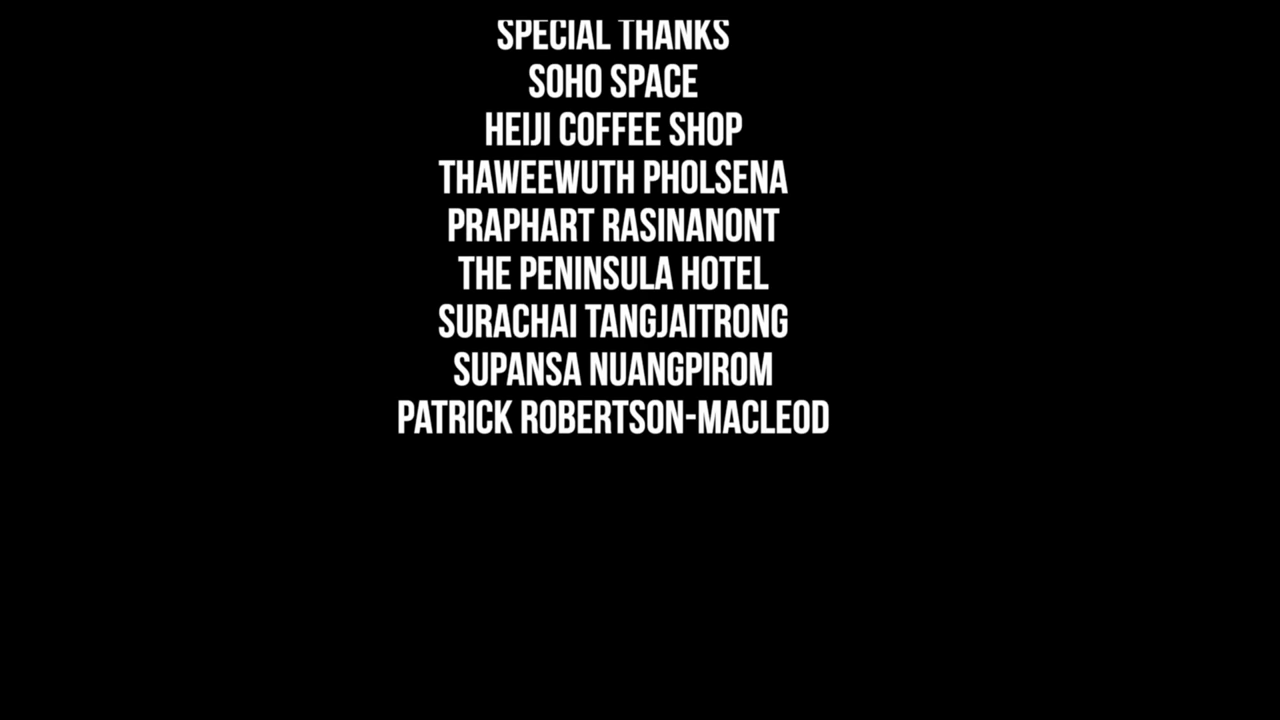 SPECIAL THANKS
SOHO SPACE
HEIJI COFFEE SHOP
THAWEEWUTH PHOLSENA
PRAPHART RASINANONT
THE PENINSULA HOTEL
SURACHAI TANGJAITRONG
SUPANSA NUANGPIROM
PATRICK ROBERTSON-MACLEOD